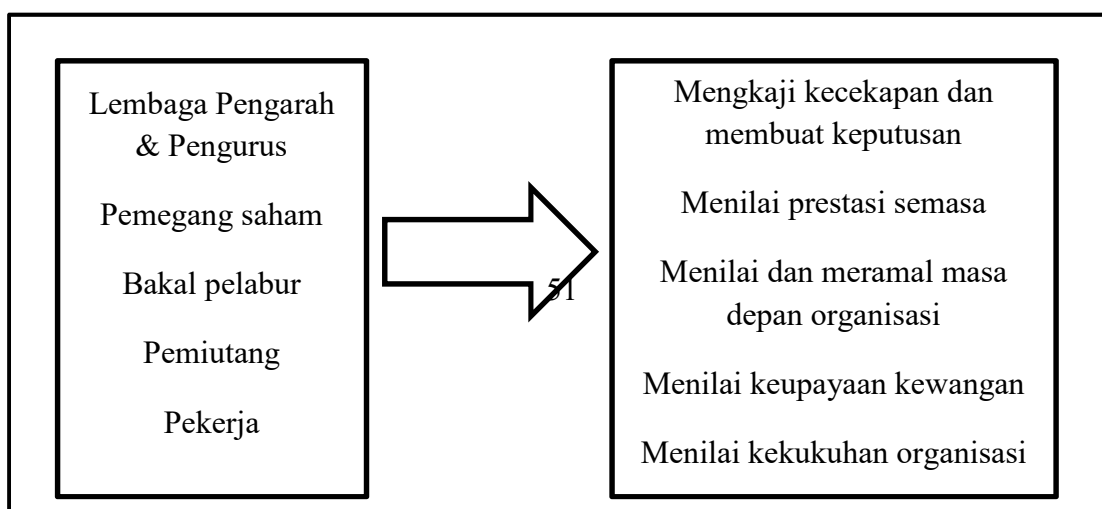 Lembaga Pengarah
& Pengurus
Pemegang saham
Bakal pelabur
Pemiutang
Pekerja
51
Mengkaji kecekapan dan
membuat keputusan
Menilai prestasi semasa
Menilai dan meramal masa
depan organisasi
Menilai keupayaan kewangan
Menilai kekukuhan organisasi